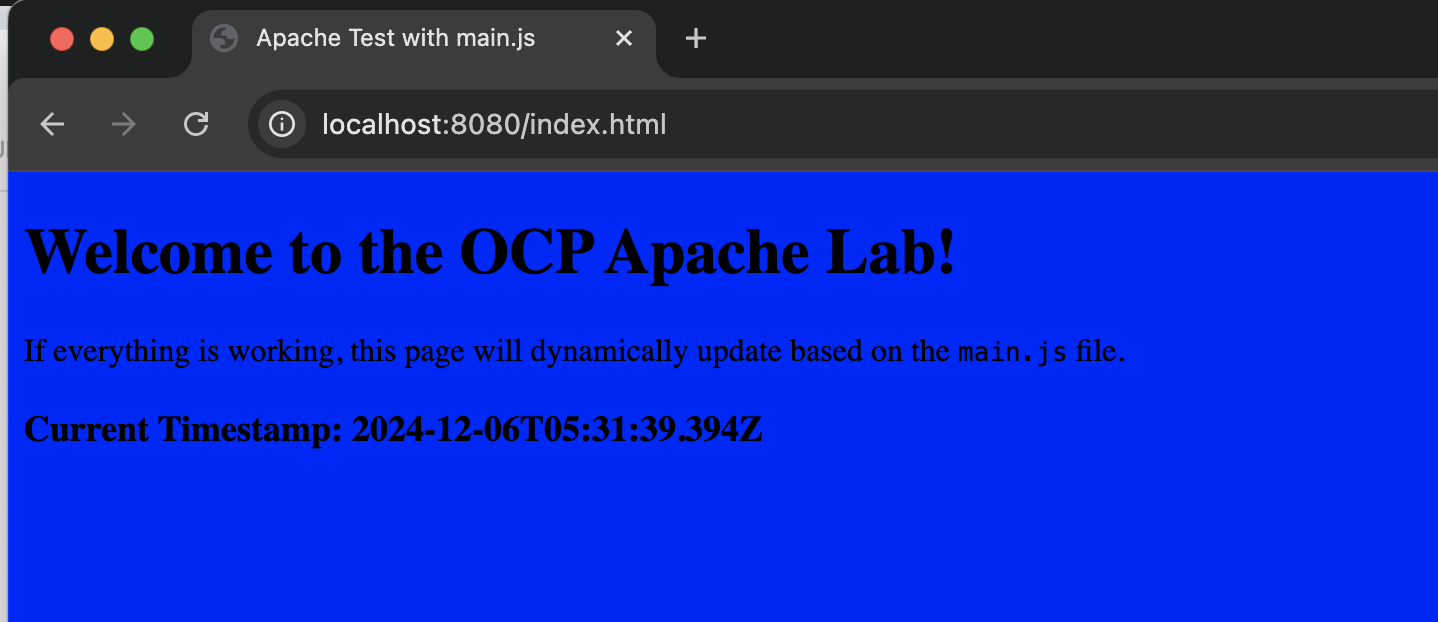 Apache Test with main.js
localhost:8080/index.html
Welcome to the OCP Apache Lab!
If everything is working, this page will dynamically update based on the main.js file.
Current Timestamp: 2024-12-06T05:31:39.394Z